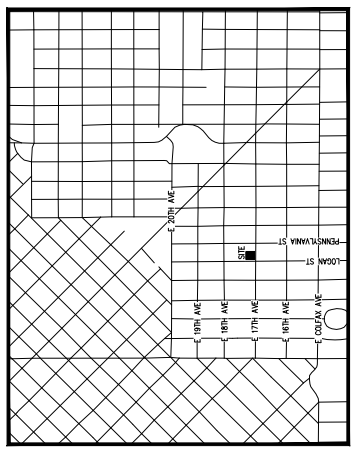 E 20TH AVE
PENNSYLVANIA ST
SITE
LOGAN ST
E 19TH AVE
E 18TH AVE
E 17TH AVE
E 16TH AVE
E COLFAX AVE